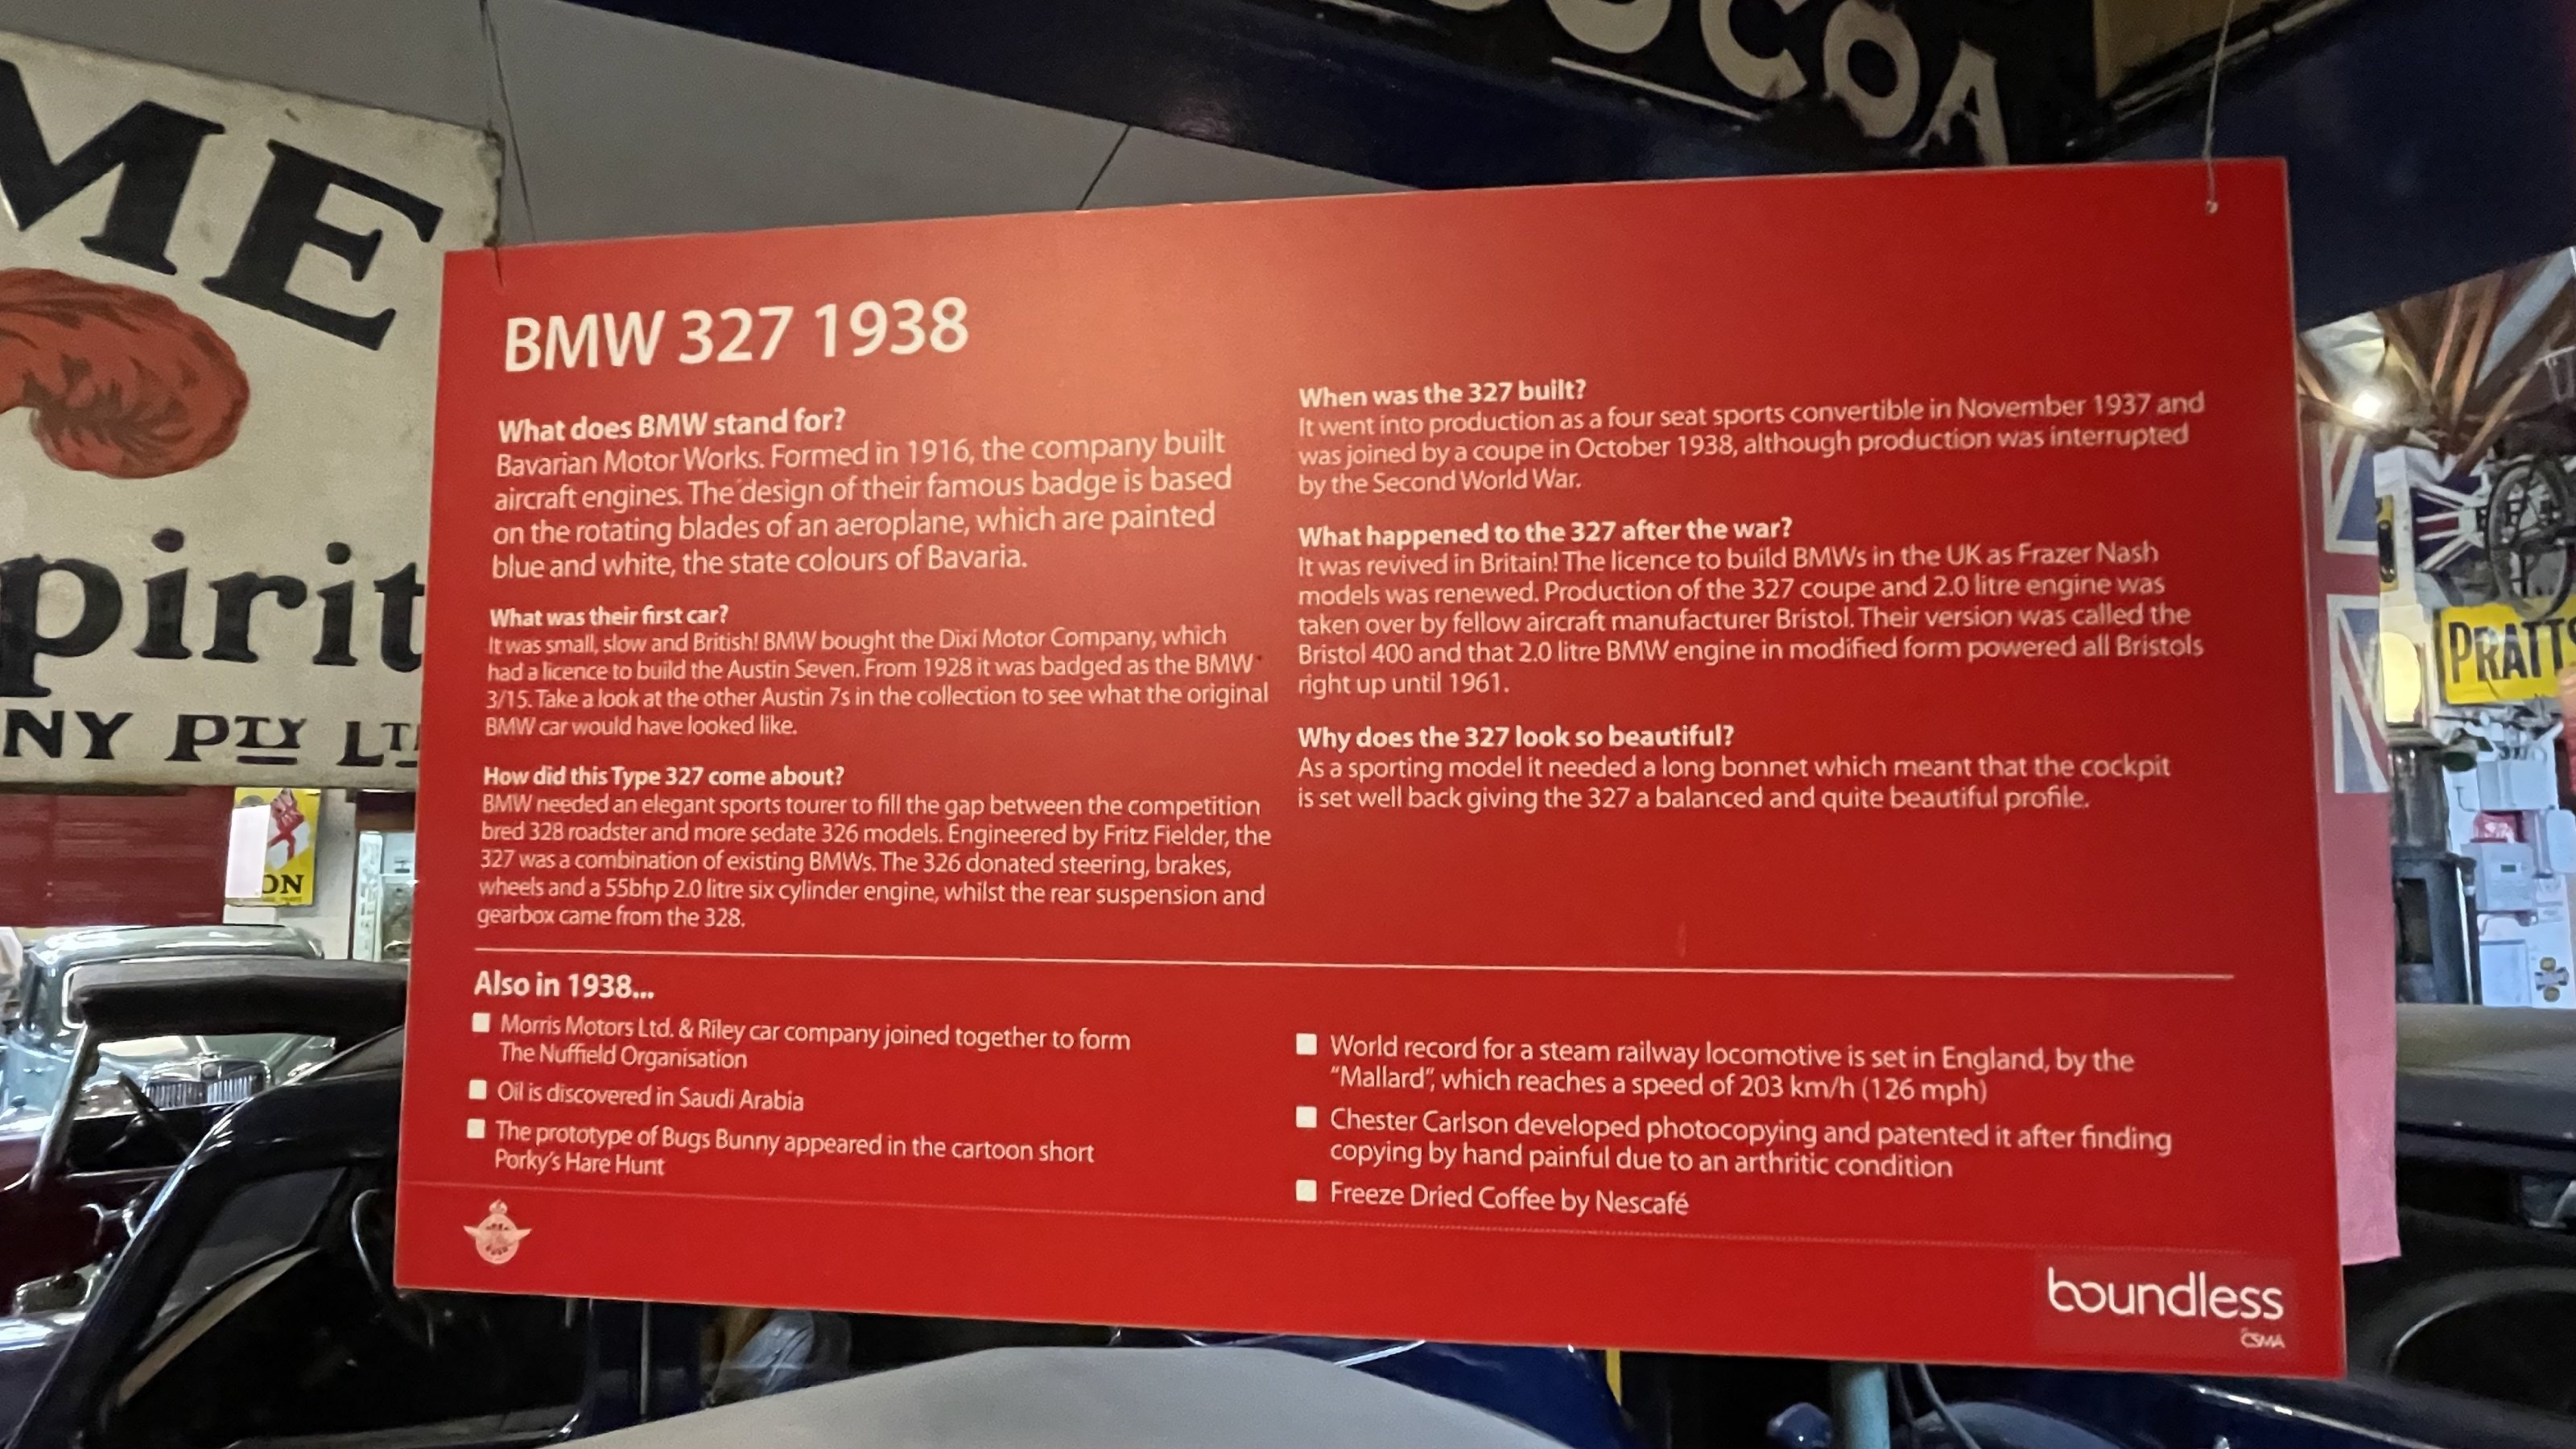 OCOA
ME
pirit
NY PTY LT
ON
PRATTS
BMW 327 1938
What does BMW stand for?
Bavarian Motor Works. Formed in 1916, the company built
aircraft engines. The design of their famous badge is based
on the rotating blades of an aeroplane, which are painted
blue and white, the state colours of Bavaria.
What was their first car?
It was small, slow and British! BMW bought the Dixi Motor Company, which
had a licence to build the Austin Seven. From 1928 it was badged as the BMW
3/15. Take a look at the other Austin 7s in the collection to see what the original
BMW car would have looked like.
How did this Type 327 come about?
BMW needed an elegant sports tourer to fill the gap between the competition
bred 328 roadster and more sedate 326 models. Engineered by Fritz Fielder, the
327 was a combination of existing BMWs. The 326 donated steering, brakes,
wheels and a 55bhp 2.0 litre six cylinder engine, whilst the rear suspension and
gearbox came from the 328.
When was the 327 built?
It went into production as a four seat sports convertible in November 1937 and
was joined by a coupe in October 1938, although production was interrupted
by the Second World War.
What happened to the 327 after the war?
It was revived in Britain! The licence to build BMWs in the UK as Frazer Nash
models was renewed. Production of the 327 coupe and 2.0 litre engine was
taken over by fellow aircraft manufacturer Bristol. Their version was called the
Bristol 400 and that 2.0 litre BMW engine in modified form powered all Bristols
right up until 1961.
Why does the 327 look so beautiful?
As a sporting model it needed a long bonnet which meant that the cockpit
is set well back giving the 327 a balanced and quite beautiful profile.
Also in 1938...
Morris Motors Ltd. & Riley car company joined together to form
The Nuffield Organisation
Oil is discovered in Saudi Arabia
The prototype of Bugs Bunny appeared in the cartoon short
Porky's Hare Hunt
World record for a steam railway locomotive is set in England, by the
"Mallard", which reaches a speed of 203 km/h (126 mph)
Chester Carlson developed photocopying and patented it after finding
copying by hand painful due to an arthritic condition
Freeze Dried Coffee by Nescafé
boundless
CSMA